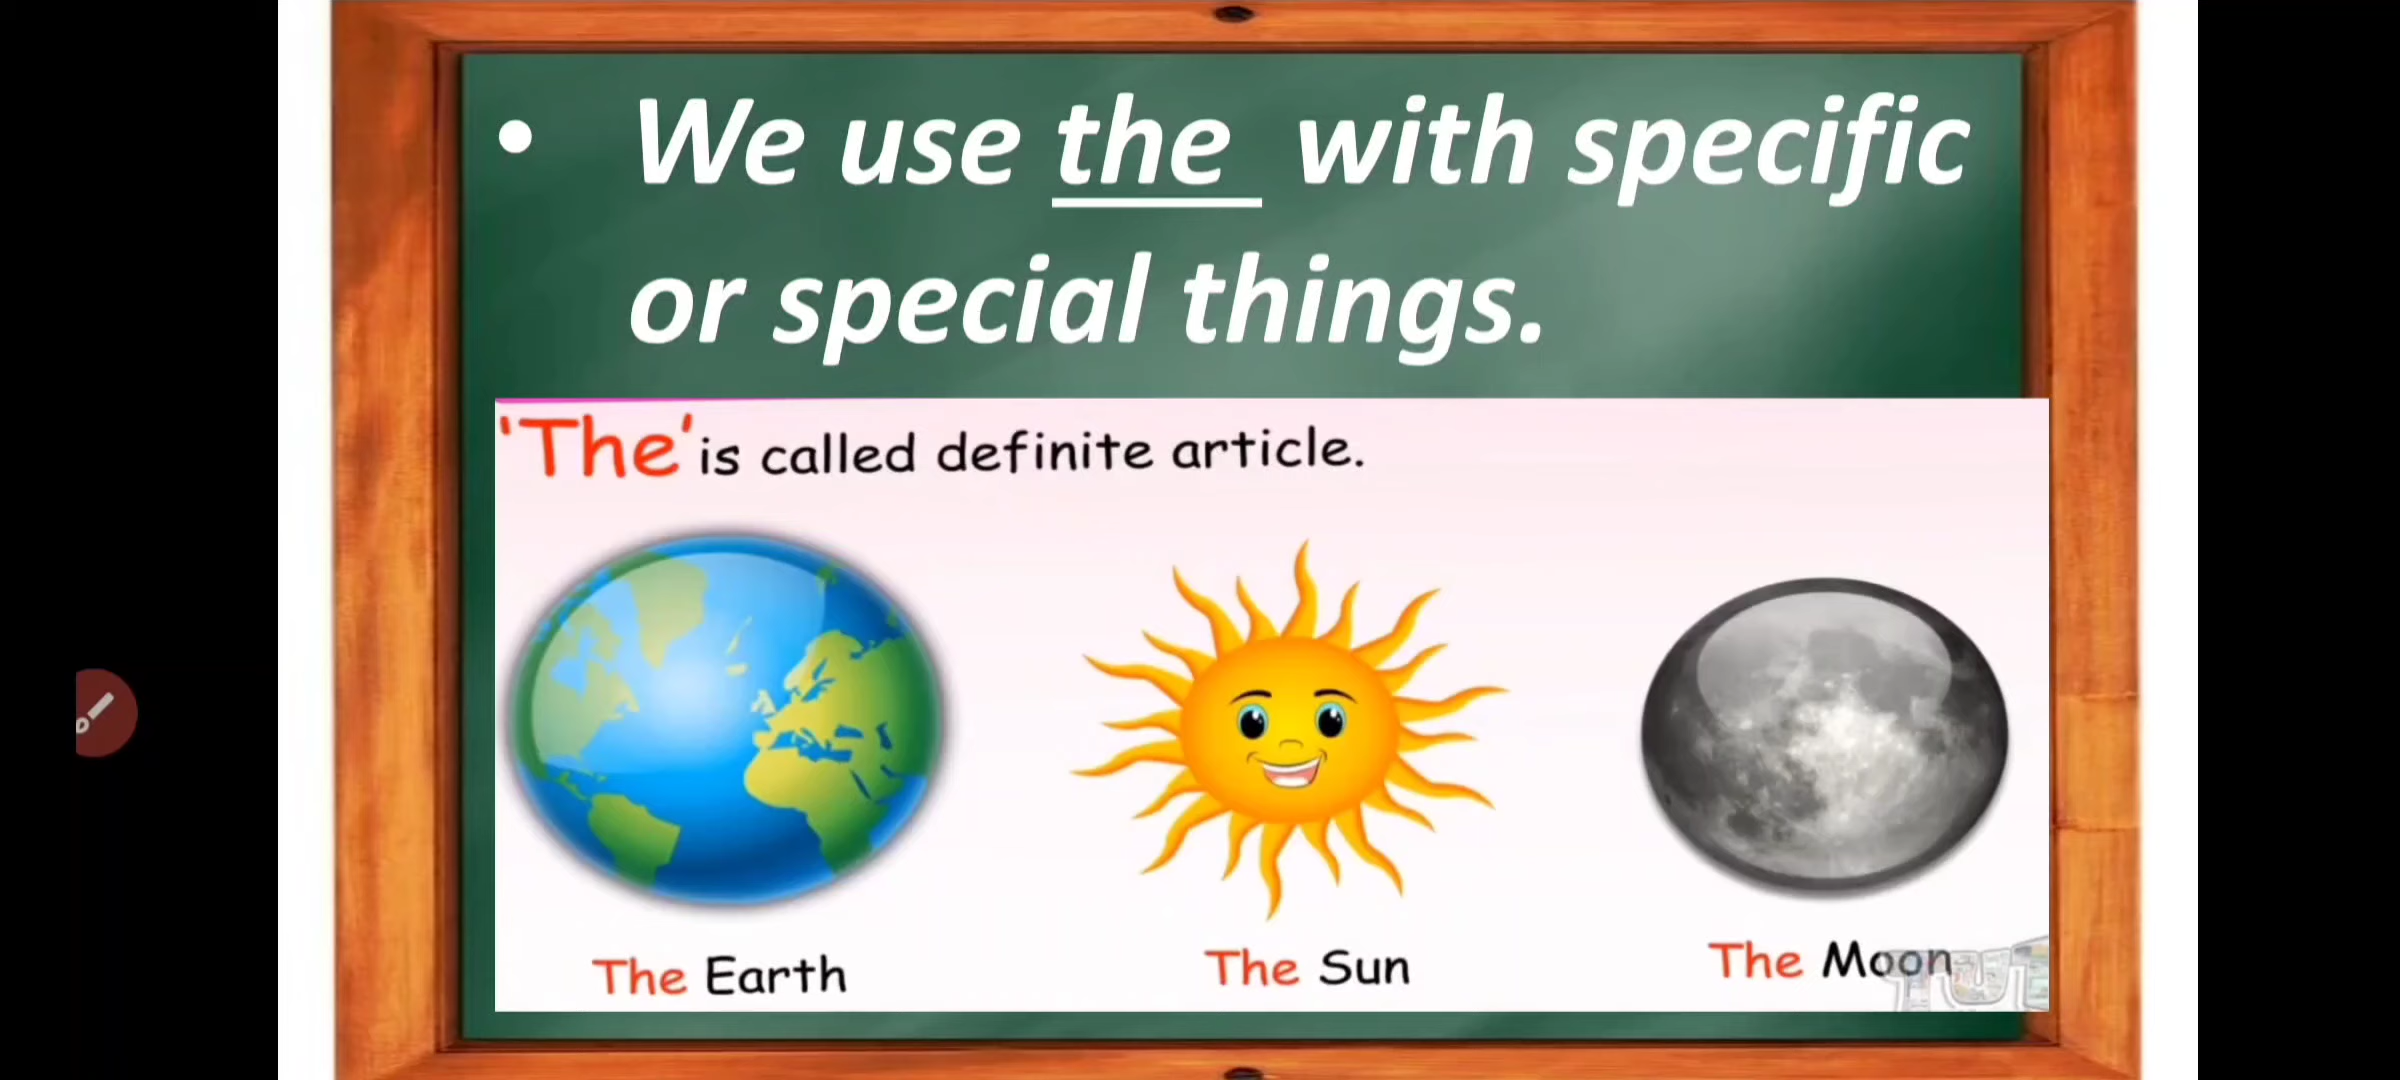 • We use the with specific
or special things.
'The' is called definite article.
The Earth
The Sun
The Moon